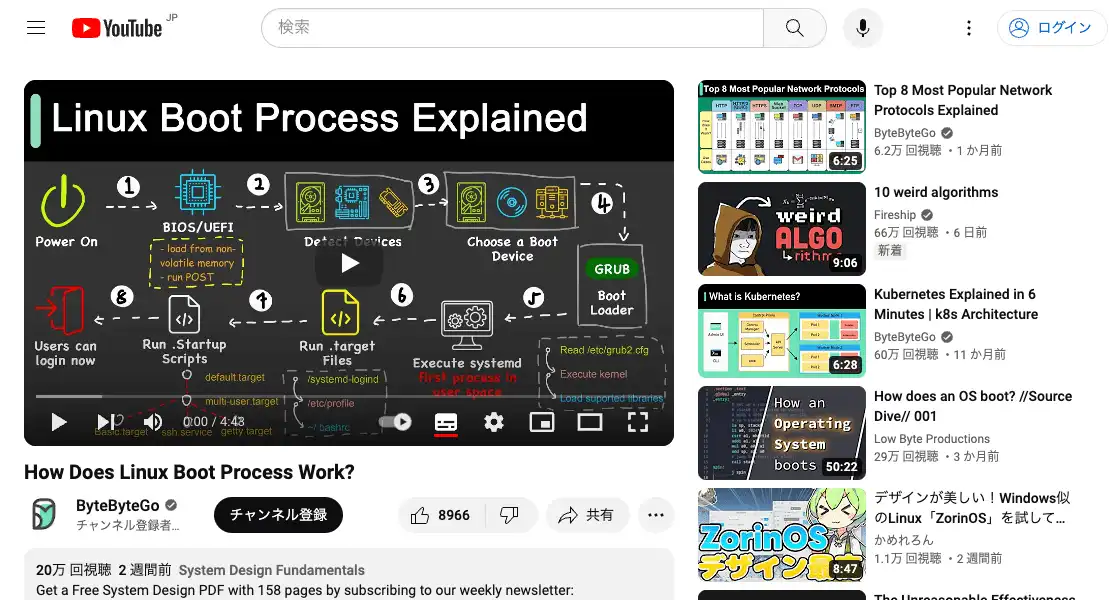 YouTube JP
検索
ログイン
Linux Boot Process Explained
1
2
3
4
Power On
BIOS/UEFI
- load from non-
volatile memory
- run POST
Detect Devices
Choose a Boot
Device
GRUB
Boot
Loader
8
7
6
5
Users can
login now
Run .Startup
Scripts
Run .target
Files
Execute systemd
First process in
user space
Read /etc/grub2.cfg
Execute kernel
Load suported libraries
default.target
multi-user.target
Basic.target
ssh.service
getty.target
/systemd-logind
/etc/profile
~/ bashrc
0:00 / 4:43
How Does Linux Boot Process Work?
ByteByteGo
チャンネル登録者...
チャンネル登録
8966
共有
20万 回視聴 2 週間前 System Design Fundamentals
Get a Free System Design PDF with 158 pages by subscribing to our weekly newsletter:
Top 8 Most Popular Network Protocols
HTTP
HTTPS
Web Socket
TCP
UDP
SMTP
FTP
6:25
Top 8 Most Popular Network
Protocols Explained
ByteByteGo
6.2万 回視聴 ・1 か月前
weird
ALGO
rithms
9:06
10 weird algorithms
Fireship
66万 回視聴 ・6 日前
新着
What is Kubernetes?
6:28
Kubernetes Explained in 6
Minutes | k8s Architecture
ByteByteGo
60万 回視聴 ・11 か月前
How an
Operating
System
boots
50:22
How does an OS boot? //Source
Dive// 001
Low Byte Productions
29万 回視聴 ・3 か月前
ZorinOS
デザイン最高
8:47
デザインが美しい！Windows似
のLinux「ZorinOS」を試して...
かめれろん
1.1万 回視聴 ・2 週間前
The Unreasonable Effectiveness